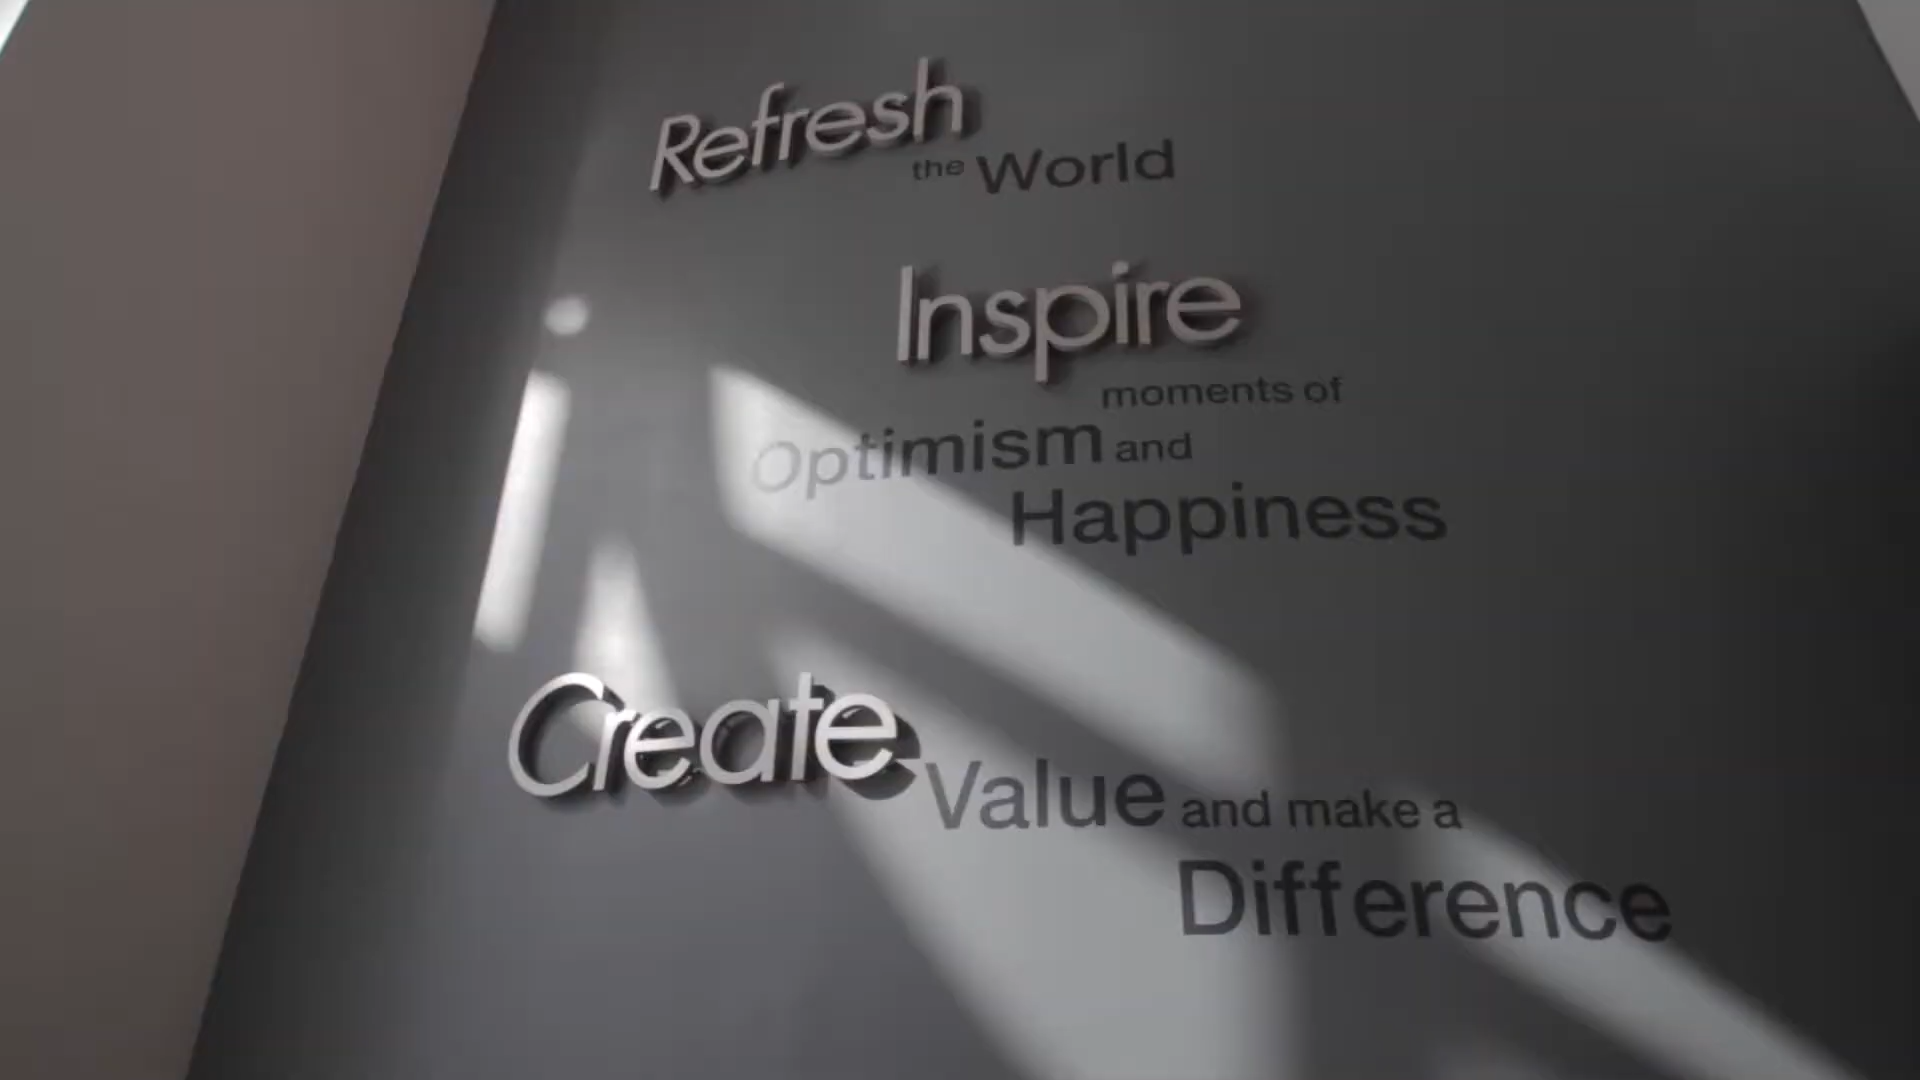 Refresh
the World
Inspire
moments of
Optimism and
Happiness
Create Value and make a
Difference